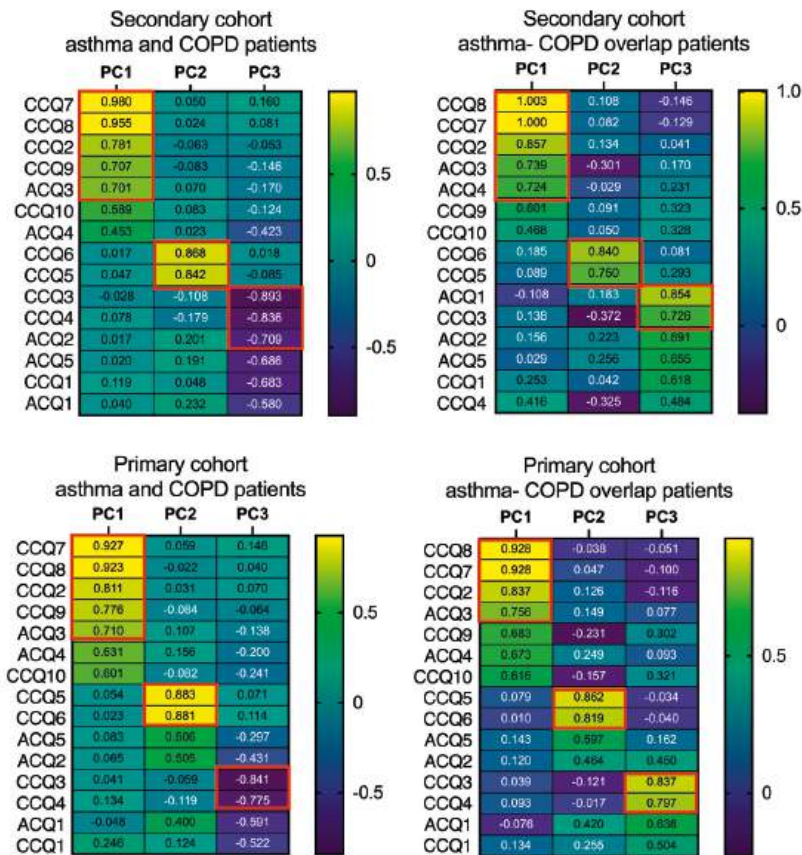 Secondary cohort
asthma and COPD patients
PC1 PC2 PC3
CCQ7 0.980 0.050 0.160
CCQ8 0.955 0.024 0.081
CCQ2 0.781 -0.063 -0.053
CCQ9 0.707 -0.083 -0.146
ACQ3 0.701 0.070 -0.170
CCQ10 0.589 0.083 -0.124
ACQ4 0.453 0.023 -0.423
CCQ6 0.017 0.868 0.018
CCQ5 0.047 0.842 -0.085
CCQ3 -0.028 -0.108 -0.893
CCQ4 0.078 -0.179 -0.836
ACQ2 0.017 0.201 -0.709
ACQ5 0.020 0.191 -0.686
CCQ1 0.119 0.048 -0.683
ACQ1 0.040 0.232 -0.580
0.5
0
-0.5
Secondary cohort
asthma- COPD overlap patients
PC1 PC2 PC3
CCQ8 1.003 0.108 -0.146
CCQ7 1.000 0.082 -0.129
CCQ2 0.857 0.134 0.041
ACQ3 0.739 -0.301 0.170
ACQ4 0.724 -0.029 0.231
CCQ9 0.601 0.091 0.323
CCQ10 0.468 0.050 0.328
CCQ6 0.185 0.840 0.081
CCQ5 0.089 0.750 0.293
ACQ1 -0.108 0.183 0.854
CCQ3 0.138 -0.372 0.726
ACQ2 0.156 0.223 0.691
ACQ5 0.029 0.256 0.655
CCQ1 0.253 0.042 0.618
CCQ4 0.416 -0.325 0.484
1.0
0.5
0
Primary cohort
asthma and COPD patients
PC1 PC2 PC3
CCQ7 0.927 0.059 0.146
CCQ8 0.923 -0.022 0.040
CCQ2 0.811 0.031 0.070
CCQ9 0.776 -0.084 -0.064
ACQ3 0.710 0.107 -0.138
ACQ4 0.631 0.156 -0.200
CCQ10 0.601 -0.082 -0.241
CCQ5 0.054 0.883 0.071
CCQ6 0.023 0.881 0.114
ACQ5 0.083 0.506 -0.297
ACQ2 0.065 0.505 -0.431
CCQ3 0.041 -0.059 -0.841
CCQ4 0.134 -0.119 -0.775
ACQ1 -0.048 0.400 -0.591
CCQ1 0.246 0.124 -0.522
0.5
0
-0.5
Primary cohort
asthma- COPD overlap patients
PC1 PC2 PC3
CCQ8 0.928 -0.038 -0.051
CCQ7 0.928 0.047 -0.100
CCQ2 0.837 0.126 -0.116
ACQ3 0.756 0.149 0.077
CCQ9 0.683 -0.231 0.302
ACQ4 0.673 0.249 0.093
CCQ10 0.616 -0.157 0.321
CCQ5 0.079 0.862 -0.034
CCQ6 0.010 0.819 -0.040
ACQ5 0.143 0.597 0.162
ACQ2 0.120 0.464 0.450
CCQ3 0.039 -0.121 0.837
CCQ4 0.093 -0.017 0.797
ACQ1 -0.076 0.420 0.638
CCQ1 0.134 0.255 0.504
0.5
0